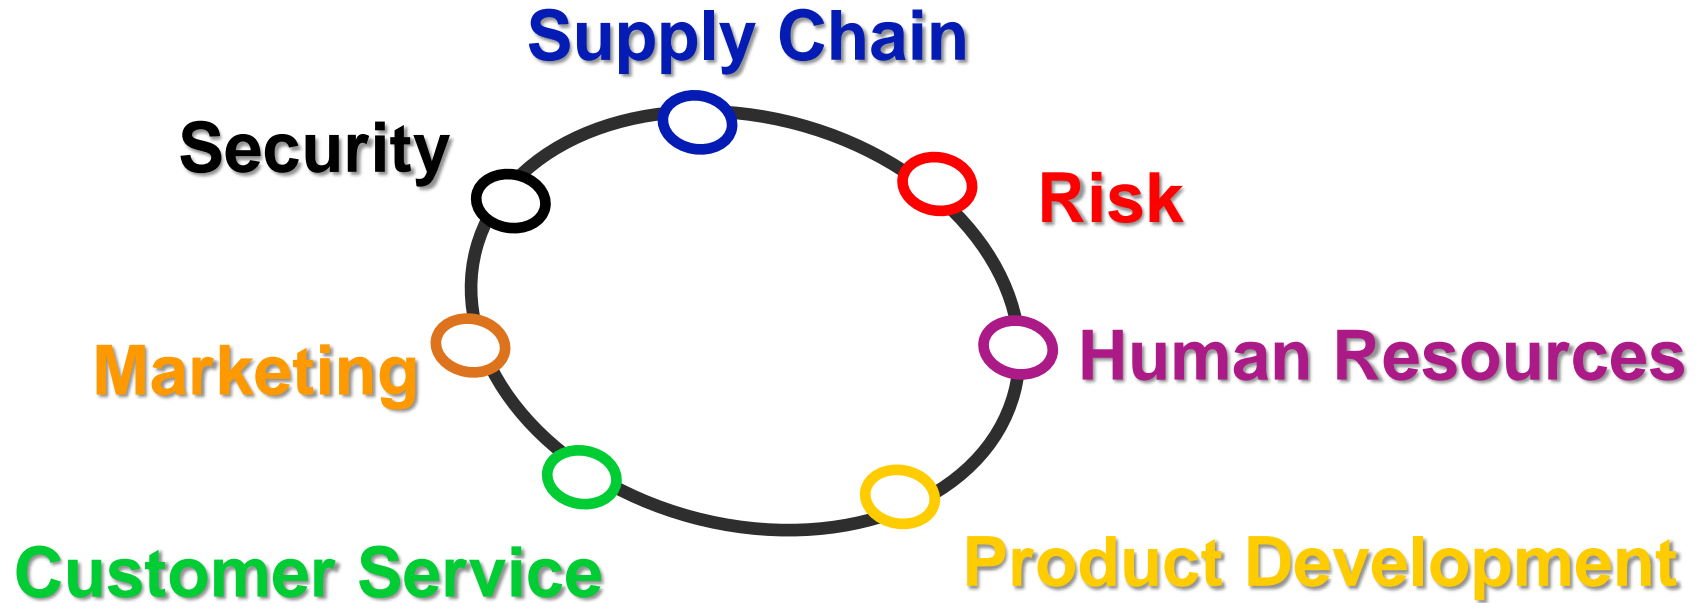 Supply Chain
Security
Risk
Human Resources
Marketing
Product Development
Customer Service